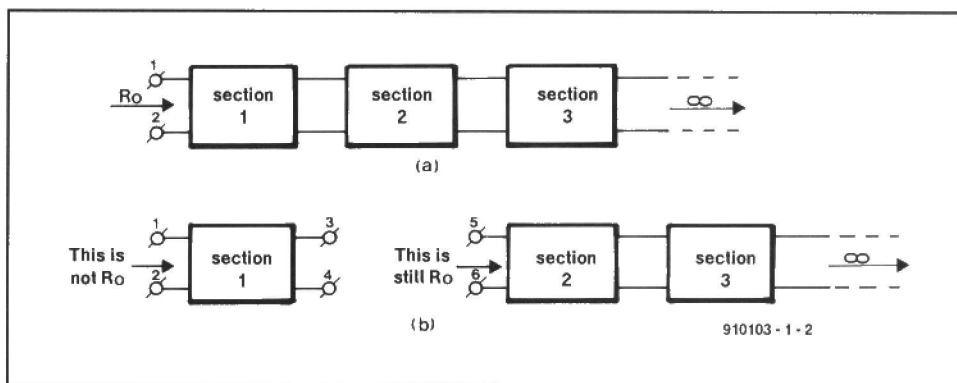 1
Ro
2
section
1
section
2
section
3
∞
(a)
This is
not Ro
1
2
section
1
3
4
This is
still Ro
5
6
section
2
section
3
∞
(b)
910103 - 1 - 2